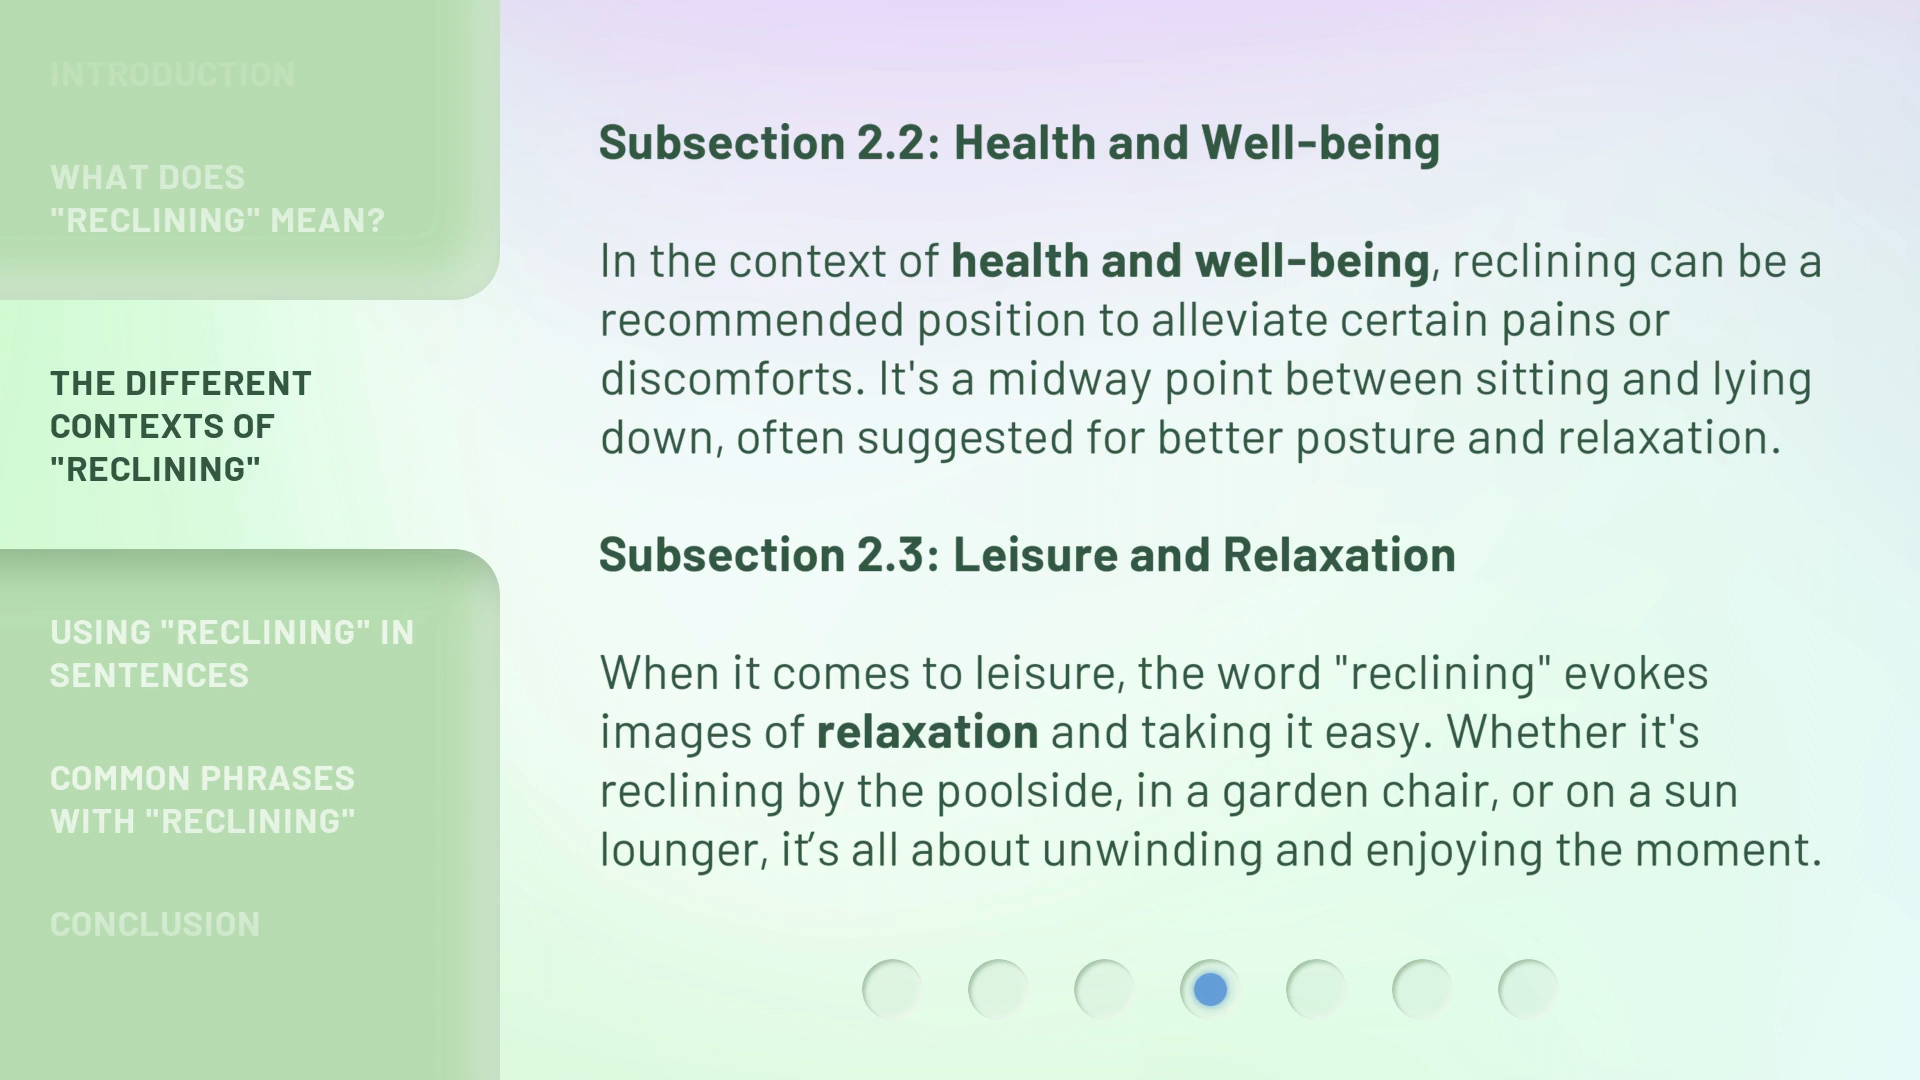 INTRODUCTION
WHAT DOES
"RECLINING" MEAN?
THE DIFFERENT
CONTEXTS OF
"RECLINING"
USING "RECLINING" IN
SENTENCES
COMMON PHRASES
WITH "RECLINING"
CONCLUSION
Subsection 2.2: Health and Well-being
In the context of health and well-being, reclining can be a
recommended position to alleviate certain pains or
discomforts. It's a midway point between sitting and lying
down, often suggested for better posture and relaxation.
Subsection 2.3: Leisure and Relaxation
When it comes to leisure, the word "reclining" evokes
images of relaxation and taking it easy. Whether it's
reclining by the poolside, in a garden chair, or on a sun
lounger, it’s all about unwinding and enjoying the moment.